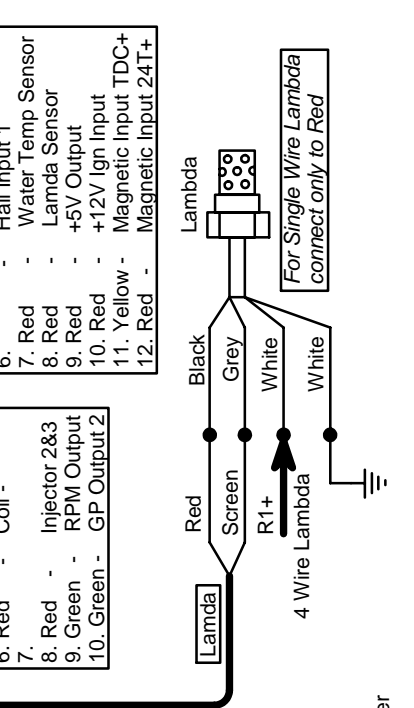 6. Red - Coil -
7.
8. Red - Injector 2&3
9. Green - RPM Output
10. Green - GP Output 2
6. - Hall Input 1
7. Red - Water Temp Sensor
8. Red - Lamda Sensor
9. Red - +5V Output
10. Red - +12V Ign Input
11. Yellow - Magnetic Input TDC+
12. Red - Magnetic Input 24T+
Lamda
Red
Screen
R1+
4 Wire Lambda
Black
Grey
White
White
Lambda
For Single Wire Lambda
connect only to Red